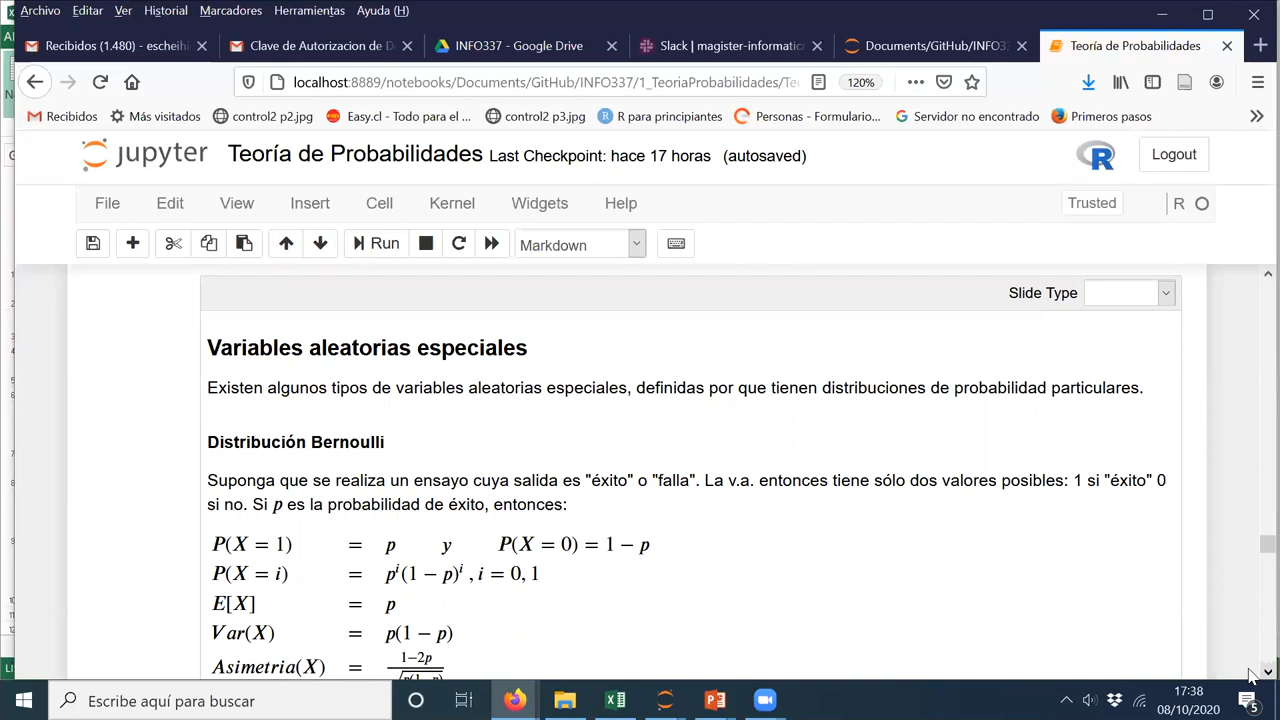 Archivo Editar Ver Historial Marcadores Herramientas Ayuda (H)
Recibidos (1.480) - escheih Clave de Autorizacion de D INFO337 - Google Drive Slack | magister-informatic Documents/GitHub/INFO3 Teoría de Probabilidades
localhost:8889/notebooks/Documents/GitHub/INFO337/1_TeoriaProbabilidades/Te 120%
Recibidos Más visitados control2 p2.jpg Easy.cl - Todo para el ... control2 p3.jpg R para principiantes Personas - Formulario... Servidor no encontrado Primeros pasos
jupyter Teoría de Probabilidades Last Checkpoint: hace 17 horas (autosaved) R Logout
File Edit View Insert Cell Kernel Widgets Help Trusted R
Run Markdown
Slide Type
Variables aleatorias especiales
Existen algunos tipos de variables aleatorias especiales, definidas por que tienen distribuciones de probabilidad particulares.
Distribución Bernoulli
Suponga que se realiza un ensayo cuya salida es "éxito" o "falla". La v.a. entonces tiene sólo dos valores posibles: 1 si "éxito" 0
si no. Si p es la probabilidad de éxito, entonces:
P(X = 1) = p y P(X = 0) = 1 − p
P(X = i) = pⁱ(1 − p)ⁱ , i = 0, 1
E[X] = p
Var(X) = p(1 − p)
Asimetria(X) = 1−2p / √p(1−p)
Escribe aquí para buscar
17:38
08/10/2020
5